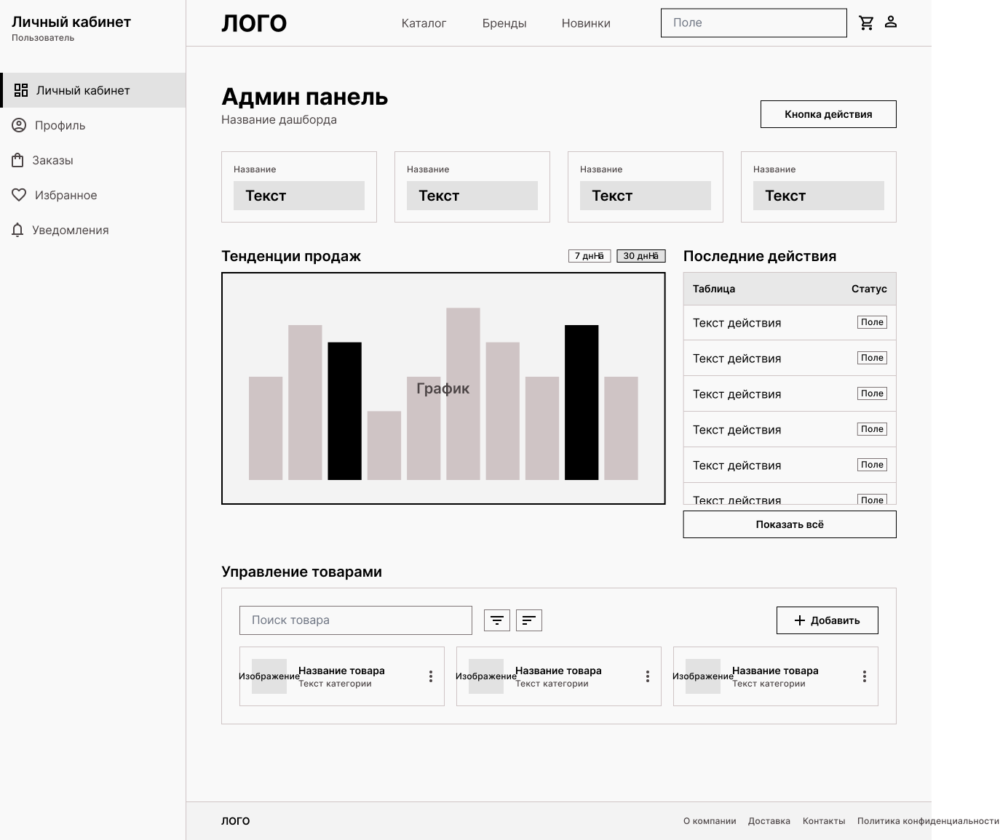 Личный кабинет
Пользователь
Личный кабинет
Профиль
Заказы
Избранное
Уведомления
ЛОГО
Каталог
Бренды
Новинки
Поле
Админ панель
Название дашборда
Кнопка действия
Название
Текст
Название
Текст
Название
Текст
Название
Текст
Тенденции продаж
7 дн
30 дн
График
Последние действия
Таблица Статус
Текст действия Поле
Текст действия Поле
Текст действия Поле
Текст действия Поле
Текст действия Поле
Текст действия Поле
Показать всё
Управление товарами
Поиск товара
Добавить
Изображение
Название товара
Текст категории
Изображение
Название товара
Текст категории
Изображение
Название товара
Текст категории
ЛОГО
О компании
Доставка
Контакты
Политика конфиденциальности